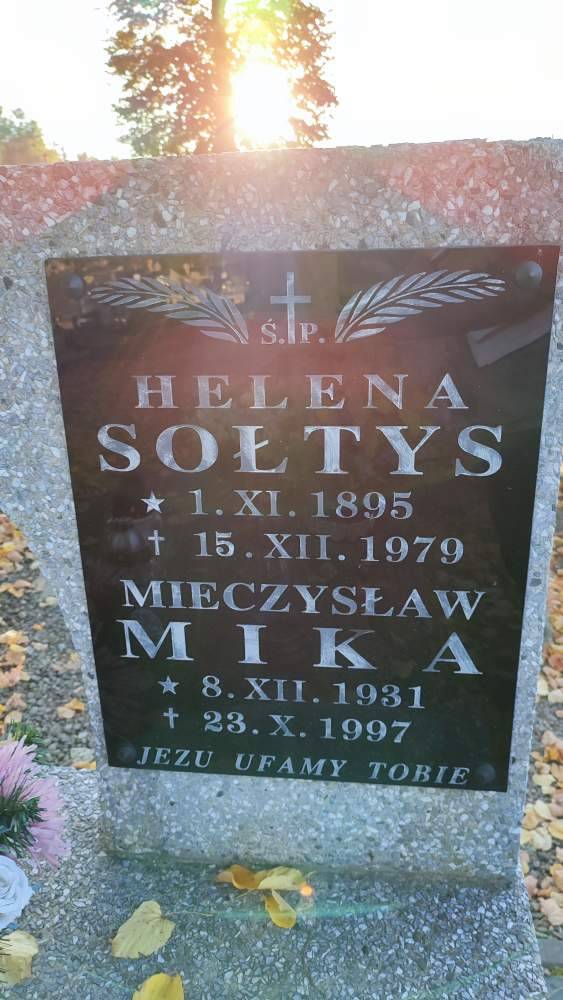 Ś.P.
HELENA
SOŁTYS
★ 1.XI.1895
† 15.XII.1979
MIECZYSŁAW
MIKA
★ 8.XII.1931
† 23.X.1997
JEZU UFAMY TOBIE